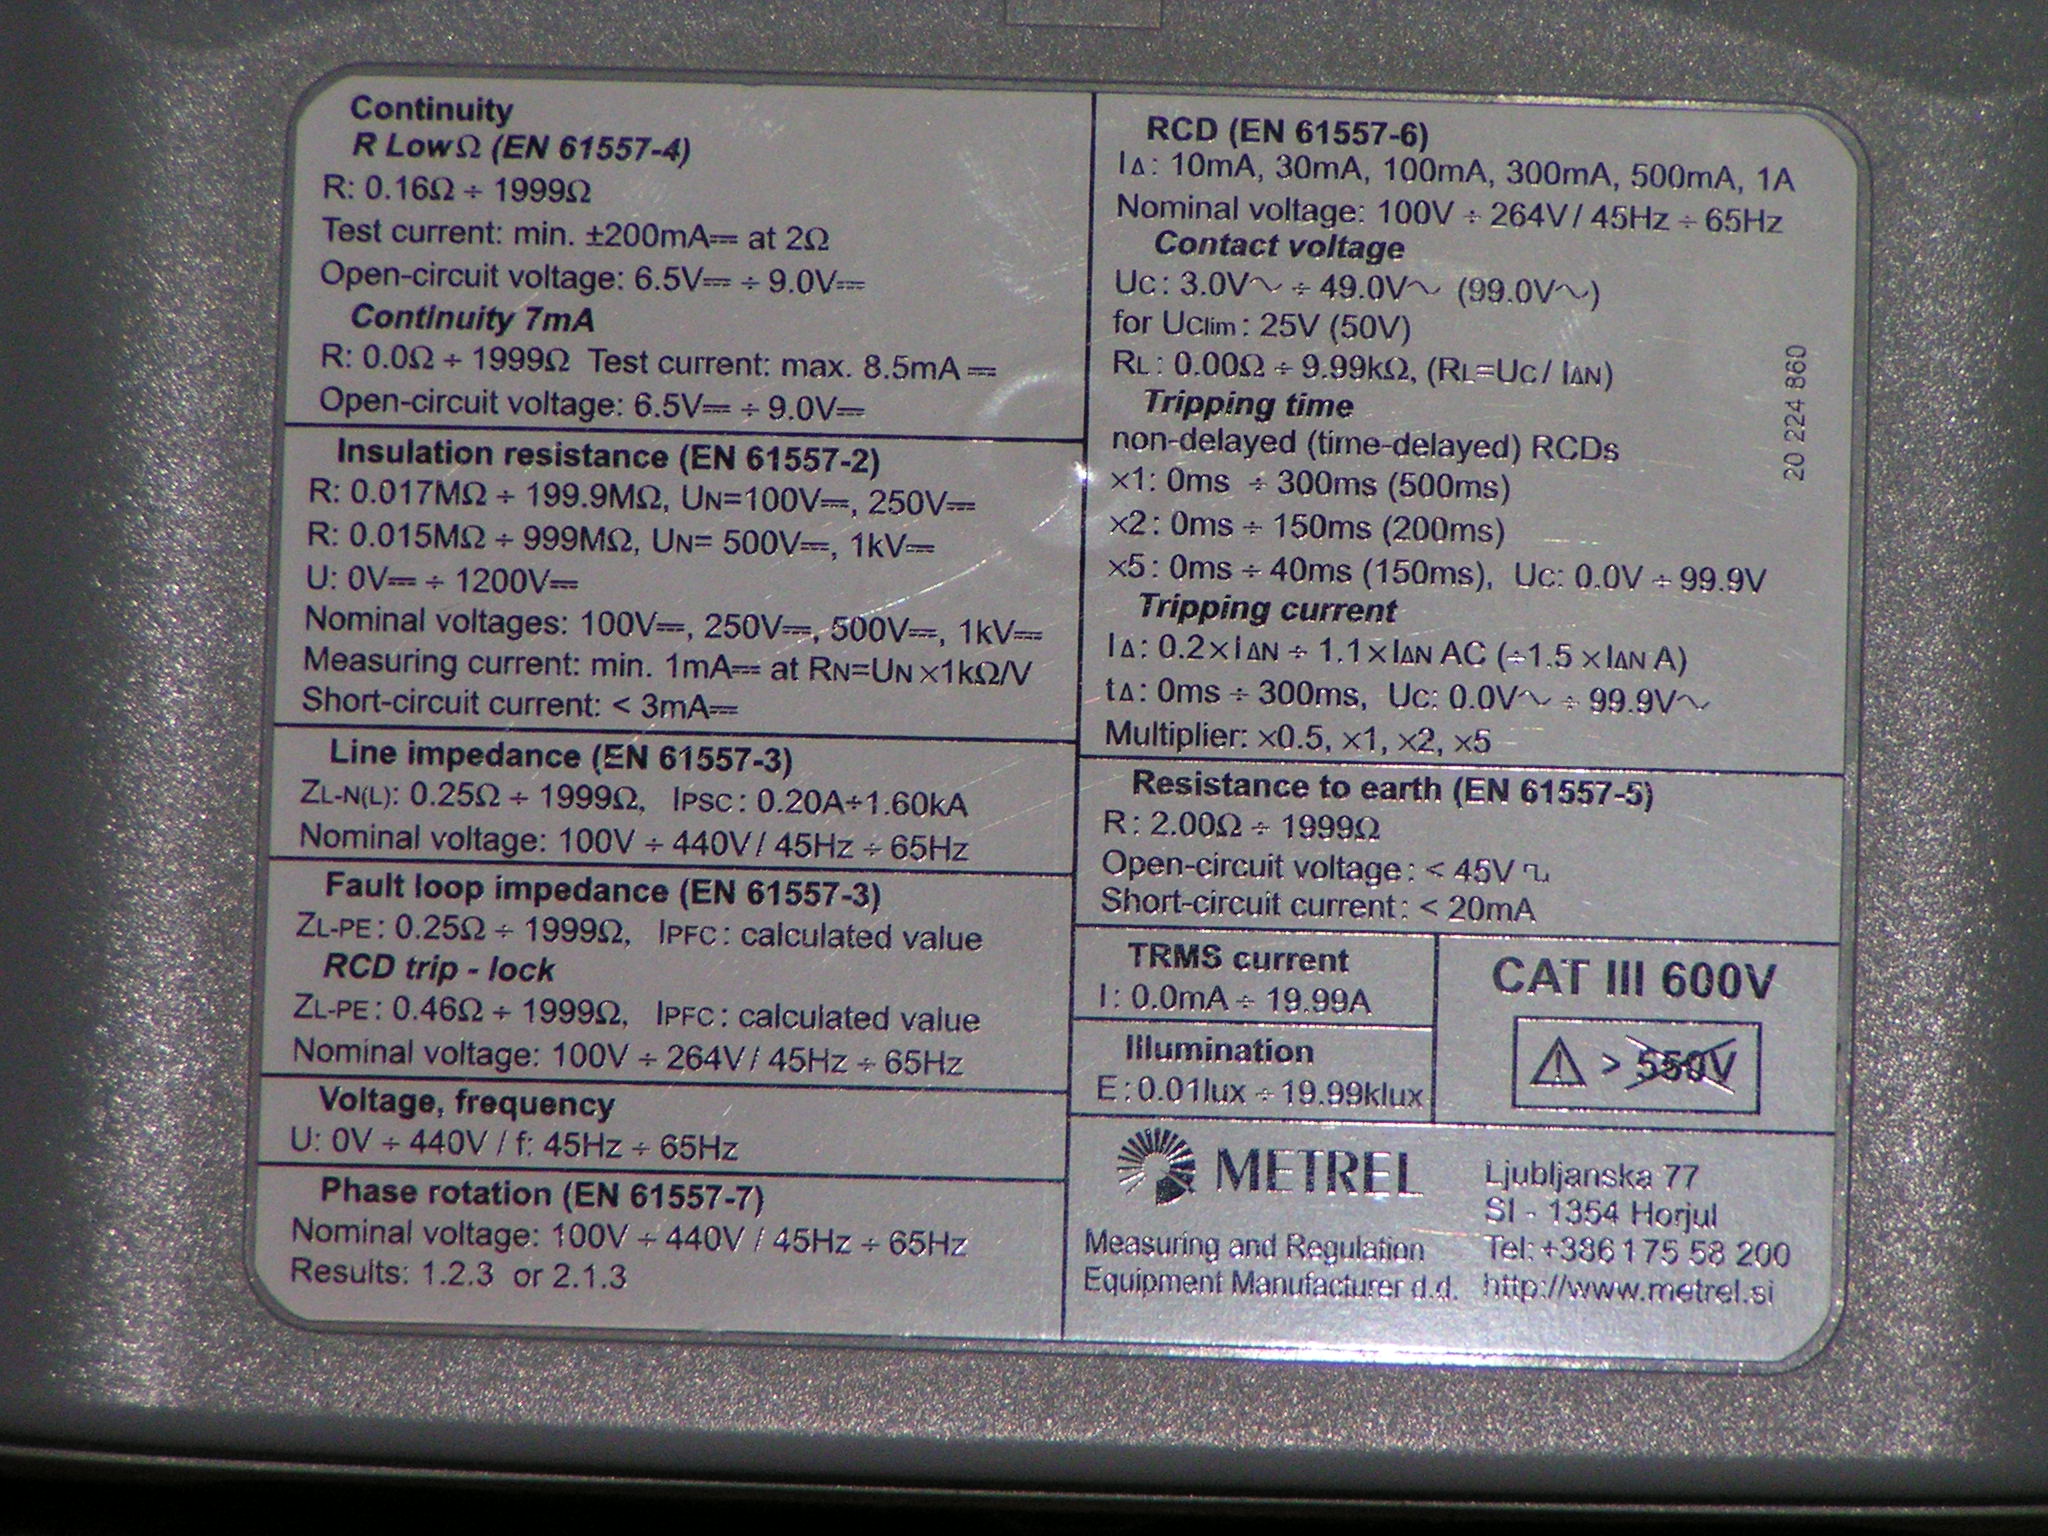 Continuity
R LowΩ (EN 61557-4)
R: 0.16Ω ÷ 1999Ω
Test current: min. ±200mA⎓ at 2Ω
Open-circuit voltage: 6.5V⎓ ÷ 9.0V⎓
Continuity 7mA
R: 0.0Ω ÷ 1999Ω Test current: max. 8.5mA⎓
Open-circuit voltage: 6.5V⎓ ÷ 9.0V⎓
Insulation resistance (EN 61557-2)
R: 0.017MΩ ÷ 199.9MΩ, UN=100V⎓, 250V⎓
R: 0.015MΩ ÷ 999MΩ, UN= 500V⎓, 1kV⎓
U: 0V⎓ ÷ 1200V⎓
Nominal voltages: 100V⎓, 250V⎓, 500V⎓, 1kV⎓
Measuring current: min. 1mA⎓ at RN=UN x1kΩ/V
Short-circuit current: < 3mA⎓
Line impedance (EN 61557-3)
ZL-N(L): 0.25Ω ÷ 1999Ω, IPSC: 0.20A÷1.60kA
Nominal voltage: 100V ÷ 440V / 45Hz ÷ 65Hz
Fault loop impedance (EN 61557-3)
ZL-PE: 0.25Ω ÷ 1999Ω, IPFC: calculated value
RCD trip - lock
ZL-PE: 0.46Ω ÷ 1999Ω, IPFC: calculated value
Nominal voltage: 100V ÷ 264V / 45Hz ÷ 65Hz
Voltage, frequency
U: 0V ÷ 440V / f: 45Hz ÷ 65Hz
Phase rotation (EN 61557-7)
Nominal voltage: 100V ÷ 440V / 45Hz ÷ 65Hz
Results: 1.2.3 or 2.1.3
RCD (EN 61557-6)
IΔ: 10mA, 30mA, 100mA, 300mA, 500mA, 1A
Nominal voltage: 100V ÷ 264V / 45Hz ÷ 65Hz
Contact voltage
UC: 3.0V∿ ÷ 49.0V∿ (99.0V∿)
for UClim: 25V (50V)
RL: 0.00Ω ÷ 9.99kΩ, (RL=UC / IΔN)
Tripping time
non-delayed (time-delayed) RCDs
x1: 0ms ÷ 300ms (500ms)
x2: 0ms ÷ 150ms (200ms)
x5: 0ms ÷ 40ms (150ms), UC: 0.0V ÷ 99.9V
Tripping current
IΔ: 0.2xIΔN ÷ 1.1xIΔN AC (÷1.5 xIΔN A)
tΔ: 0ms ÷ 300ms, UC: 0.0V∿ ÷ 99.9V∿
Multiplier: x0.5, x1, x2, x5
20 224 860
Resistance to earth (EN 61557-5)
R: 2.00Ω ÷ 1999Ω
Open-circuit voltage: < 45V ⎍
Short-circuit current: < 20mA
TRMS current
I: 0.0mA ÷ 19.99A
Illumination
E: 0.01lux ÷ 19.99klux
CAT III 600V
⚠ > 550V
METREL
Measuring and Regulation
Equipment Manufacturer d.d.
Ljubljanska 77
SI - 1354 Horjul
Tel: +386 1 75 58 200
http://www.metrel.si